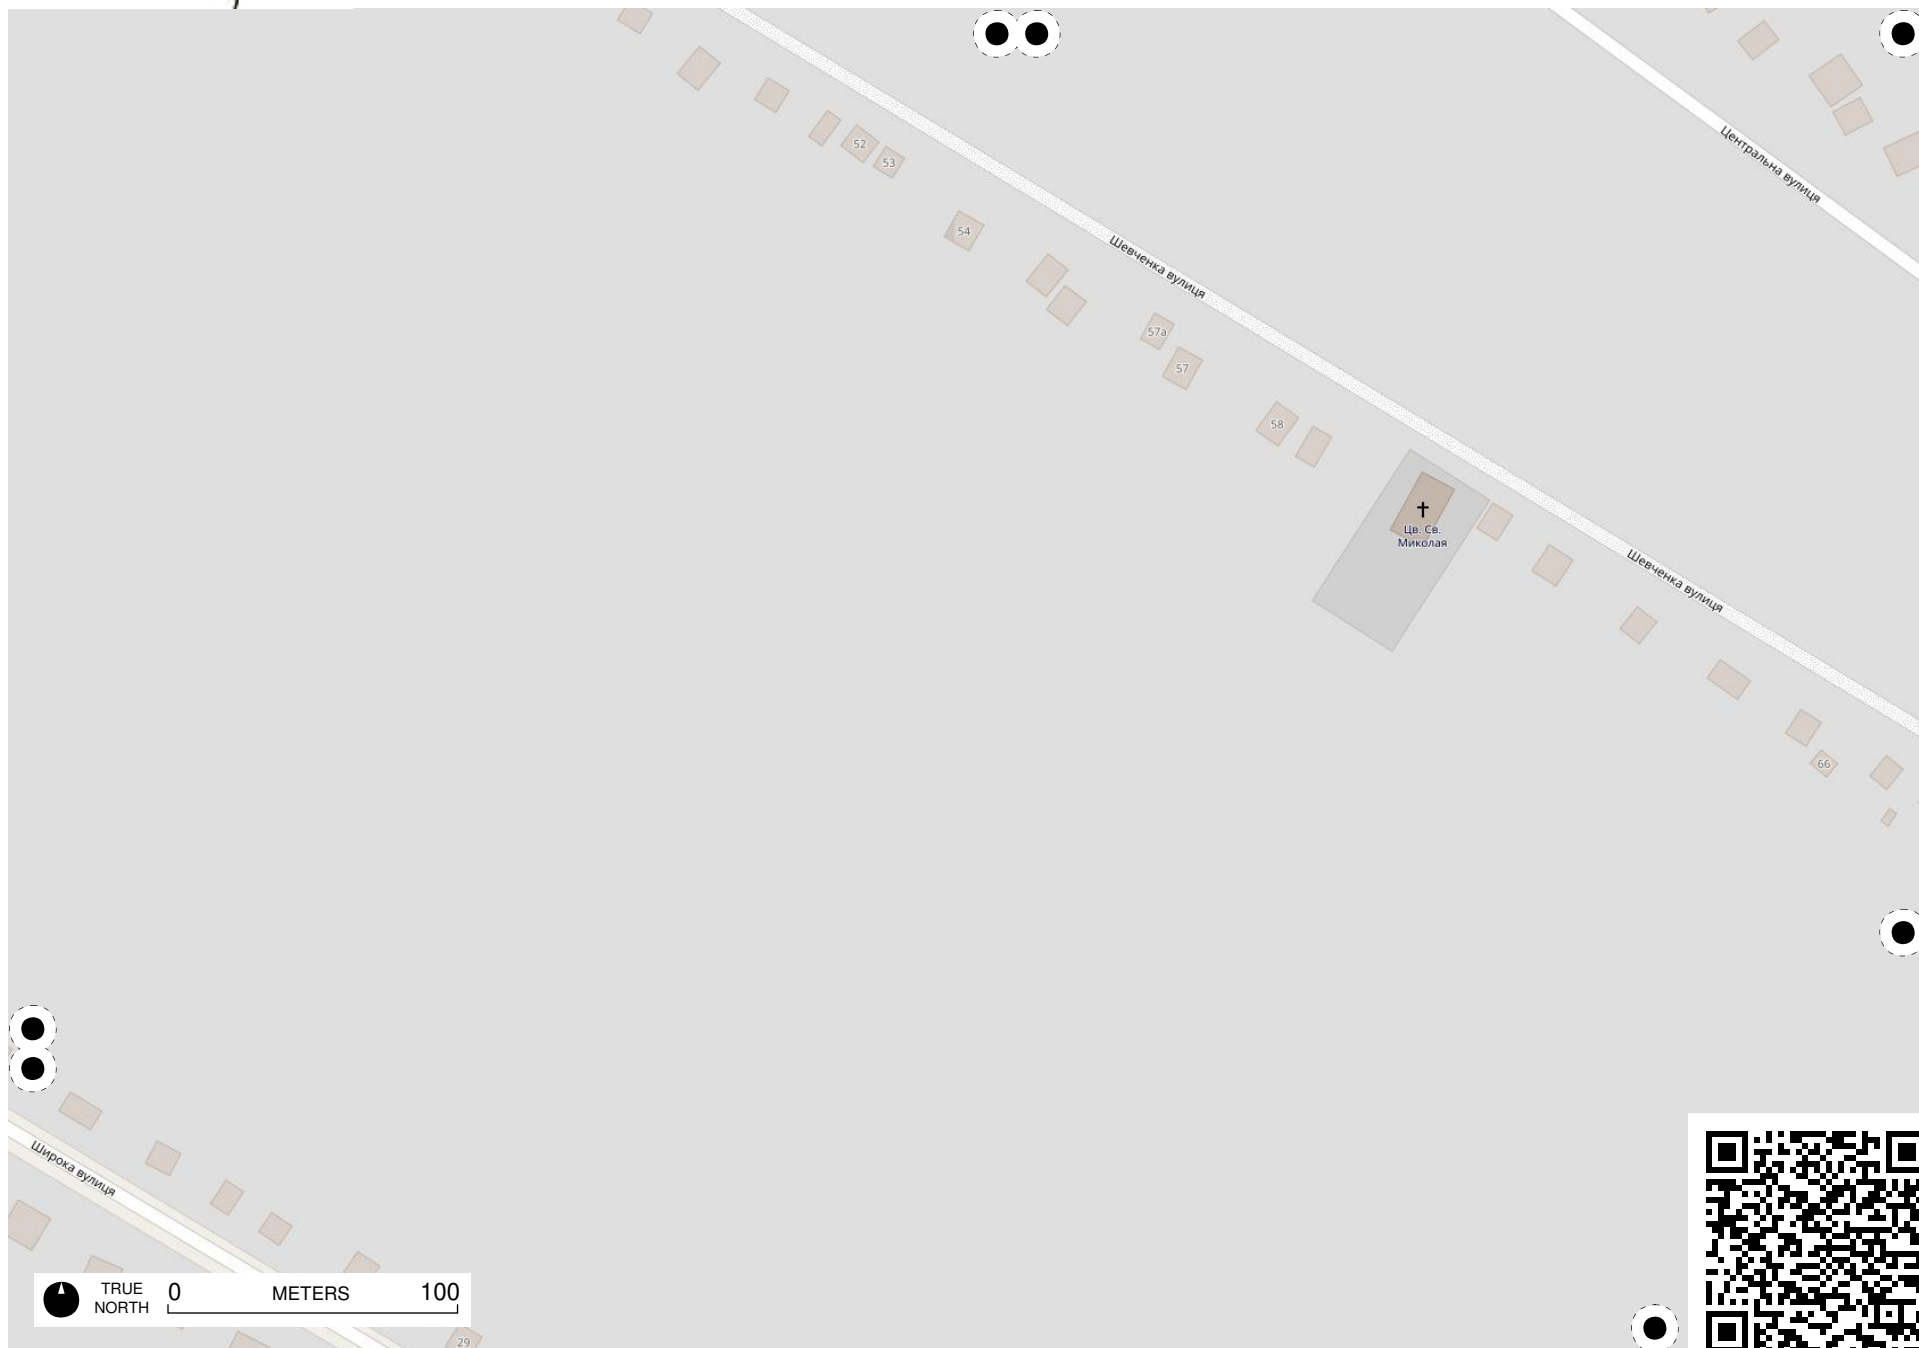 Центральна вулиця
52
53
54
Шевченка вулиця
57а
57
58
Цв. Св.
Миколая
Шевченка вулиця
66
Широка вулиця
TRUE
NORTH
0 METERS 100
29